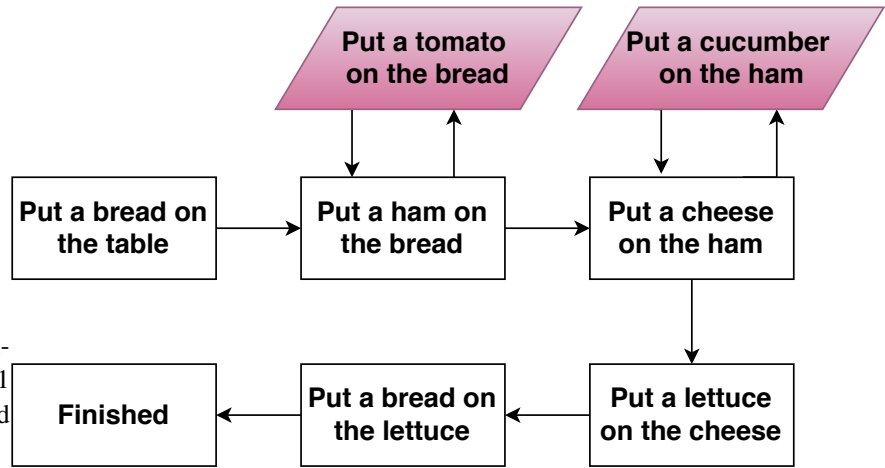 Put a tomato
on the bread
Put a cucumber
on the ham
Put a bread on
the table
Put a ham on
the bread
Put a cheese
on the ham
-
1
d
Finished
Put a bread on
the lettuce
Put a lettuce
on the cheese